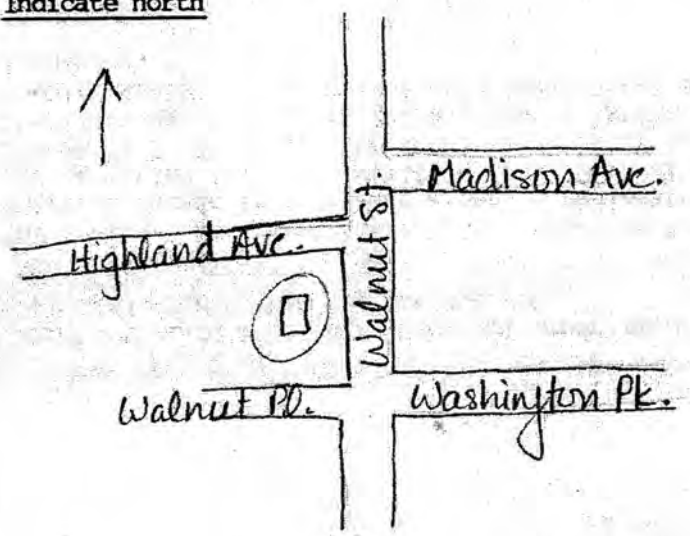 Indicate north
Madison Ave.
Highland Ave.
Walnut St.
Walnut Pl.
Washington Pk.